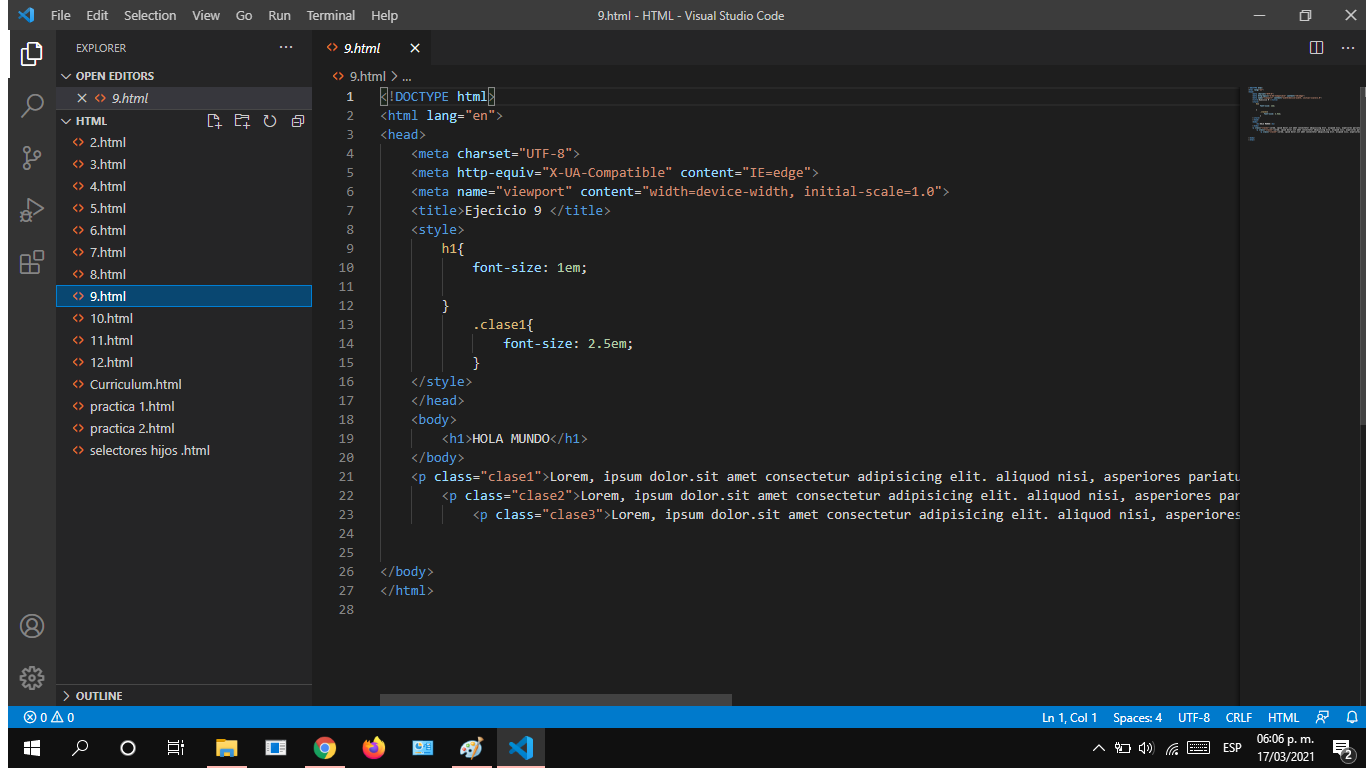 File Edit Selection View Go Run Terminal Help
9.html - HTML - Visual Studio Code
EXPLORER
OPEN EDITORS
9.html
HTML
2.html
3.html
4.html
5.html
6.html
7.html
8.html
9.html
10.html
11.html
12.html
Curriculum.html
practica 1.html
practica 2.html
selectores hijos .html
OUTLINE
9.html
9.html > ...
1 <!DOCTYPE html>
2 <html lang="en">
3 <head>
4 <meta charset="UTF-8">
5 <meta http-equiv="X-UA-Compatible" content="IE=edge">
6 <meta name="viewport" content="width=device-width, initial-scale=1.0">
7 <title>Ejecicio 9 </title>
8 <style>
9 h1{
10 font-size: 1em;
11
12 }
13 .clase1{
14 font-size: 2.5em;
15 }
16 </style>
17 </head>
18 <body>
19 <h1>HOLA MUNDO</h1>
20 </body>
21 <p class="clase1">Lorem, ipsum dolor.sit amet consectetur adipisicing elit. aliquod nisi, asperiores pariatu
22 <p class="clase2">Lorem, ipsum dolor.sit amet consectetur adipisicing elit. aliquod nisi, asperiores par
23 <p class="clase3">Lorem, ipsum dolor.sit amet consectetur adipisicing elit. aliquod nisi, asperiores
24
25
26 </body>
27 </html>
28
0 0
Ln 1, Col 1 Spaces: 4 UTF-8 CRLF HTML
ESP
06:06 p. m.
17/03/2021
2